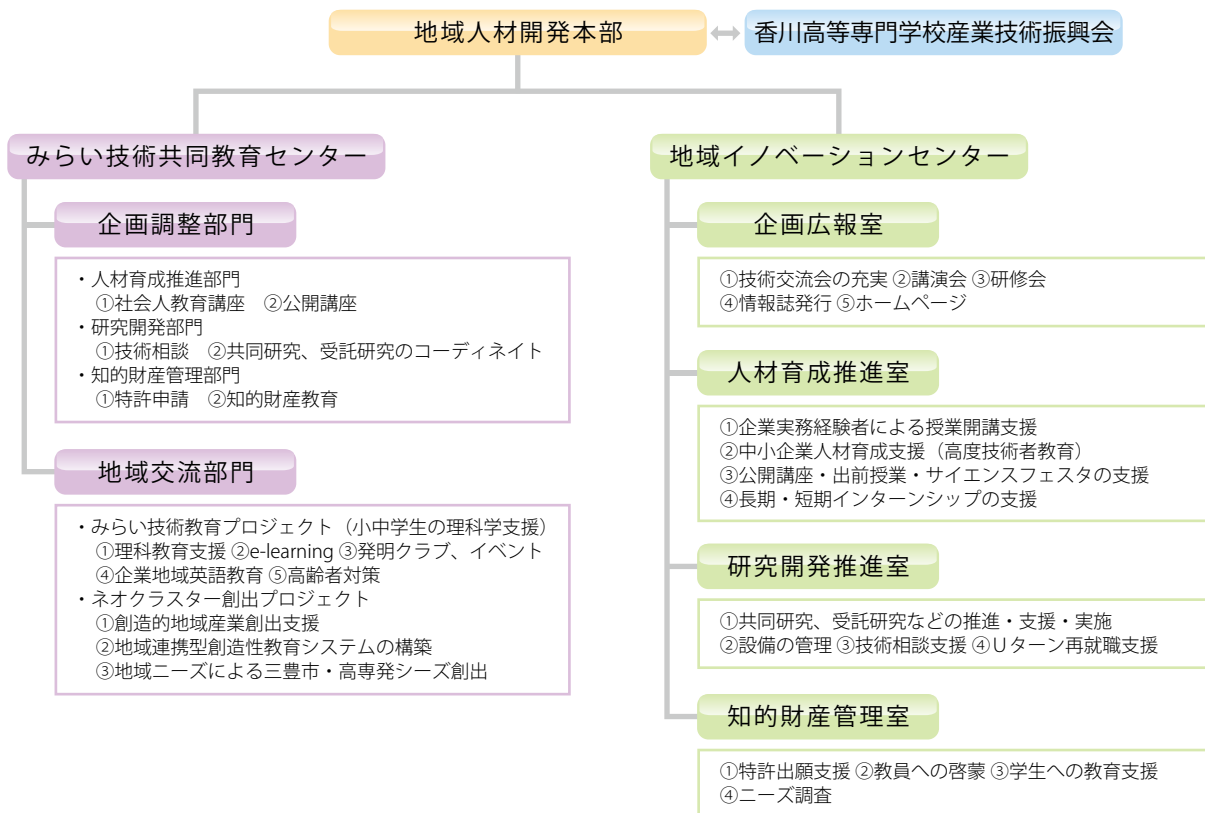 地域人材開発本部
香川高等専門学校産業技術振興会
みらい技術共同教育センター
企画調整部門
・人材育成推進部門
①社会人教育講座　②公開講座
・研究開発部門
①技術相談　②共同研究、受託研究のコーディネイト
・知的財産管理部門
①特許申請　②知的財産教育
地域交流部門
・みらい技術教育プロジェクト（小中学生の理科学支援）
①理科教育支援 ②e-learning ③発明クラブ、イベント
④企業地域英語教育 ⑤高齢者対策
・ネオクラスター創出プロジェクト
①創造的地域産業創出支援
②地域連携型創造性教育システムの構築
③地域ニーズによる三豊市・高専発シーズ創出
地域イノベーションセンター
企画広報室
①技術交流会の充実 ②講演会 ③研修会
④情報誌発行 ⑤ホームページ
人材育成推進室
①企業実務経験者による授業開講支援
②中小企業人材育成支援（高度技術者教育）
③公開講座・出前授業・サイエンスフェスタの支援
④長期・短期インターンシップの支援
研究開発推進室
①共同研究、受託研究などの推進・支援・実施
②設備の管理 ③技術相談支援 ④Ｕターン再就職支援
知的財産管理室
①特許出願支援 ②教員への啓蒙 ③学生への教育支援
④ニーズ調査